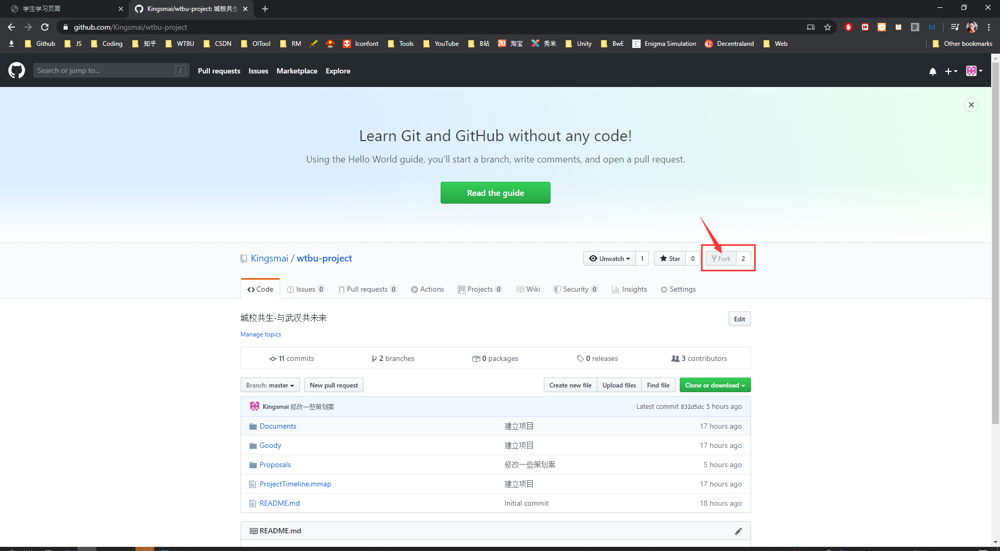 学生学习页面
Kingsmai/wtbu-project: 城校共生
github.com/Kingsmai/wtbu-project
Github JS Coding 知乎 WTBU CSDN OITool RM Iconfont Tools YouTube B站 淘宝 秀米 Unity BwE Enigma Simulation Decentraland Web Other bookmarks
Search or jump to... / Pull requests Issues Marketplace Explore
Learn Git and GitHub without any code!
Using the Hello World guide, you’ll start a branch, write comments, and open a pull request.
Read the guide
Kingsmai / wtbu-project Unwatch 1 Star 0 Fork 2
Code Issues 0 Pull requests 0 Actions Projects 0 Wiki Security 0 Insights Settings
城校共生-与武汉共未来 Edit
Manage topics
11 commits 2 branches 0 packages 0 releases 3 contributors
Branch: master New pull request Create new file Upload files Find file Clone or download
Kingsmai 修改一些策划案 Latest commit 832d5dc 5 hours ago
Documents 建立项目 17 hours ago
Goody 建立项目 17 hours ago
Proposals 修改一些策划案 5 hours ago
ProjectTimeline.mmap 建立项目 17 hours ago
README.md Initial commit 18 hours ago
README.md